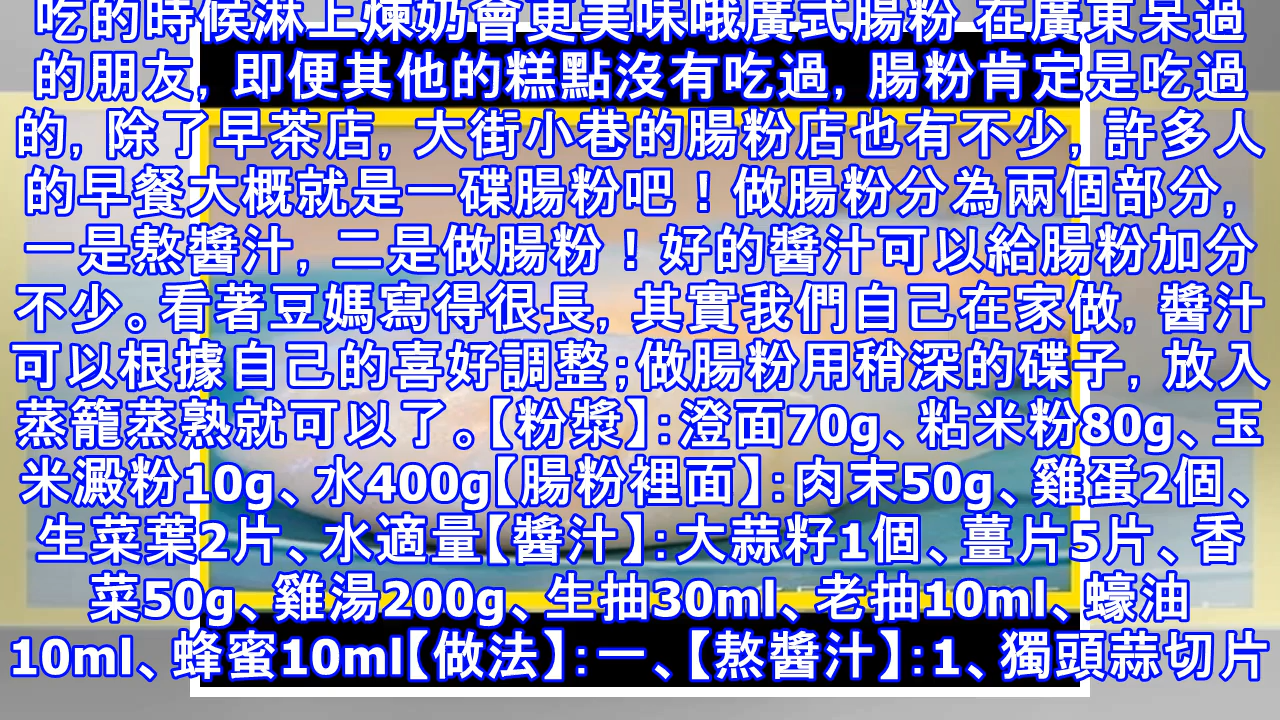 吃的時候淋上煉奶會更美味哦廣式腸粉 在廣東呆過
的朋友, 即便其他的糕點沒有吃過, 腸粉肯定是吃過
的, 除了早茶店, 大街小巷的腸粉店也有不少, 許多人
的早餐大概就是一碟腸粉吧！做腸粉分為兩個部分,
一是熬醬汁, 二是做腸粉！好的醬汁可以給腸粉加分
不少。看著豆媽寫得很長, 其實我們自己在家做, 醬汁
可以根據自己的喜好調整;做腸粉用稍深的碟子, 放入
蒸籠蒸熟就可以了。【粉漿】:澄面70g、粘米粉80g、玉
米澱粉10g、水400g【腸粉裡面】:肉末50g、雞蛋2個、
生菜葉2片、水適量【醬汁】:大蒜籽1個、薑片5片、香
菜50g、雞湯200g、生抽30ml、老抽10ml、蠔油
10ml、蜂蜜10ml【做法】:一、【熬醬汁】:1、獨頭蒜切片